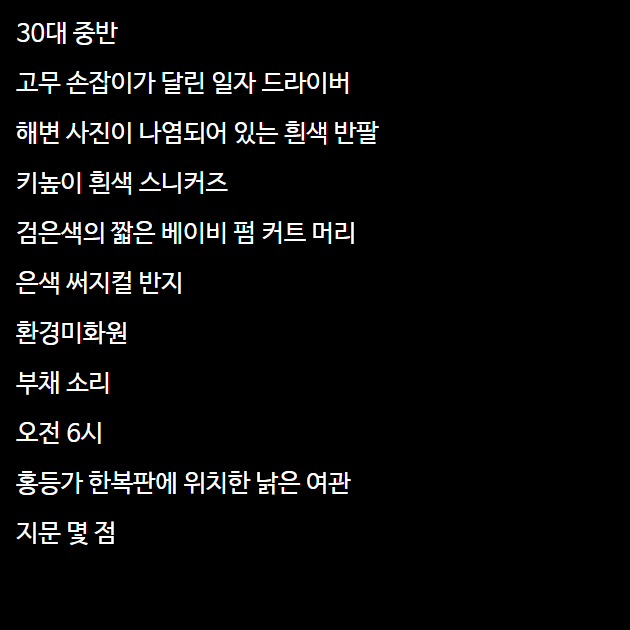 30대 중반
고무 손잡이가 달린 일자 드라이버
해변 사진이 나염되어 있는 흰색 반팔
키높이 흰색 스니커즈
검은색의 짧은 베이비 펌 커트 머리
은색 써지컬 반지
환경미화원
부채 소리
오전 6시
홍등가 한복판에 위치한 낡은 여관
지문 몇 점